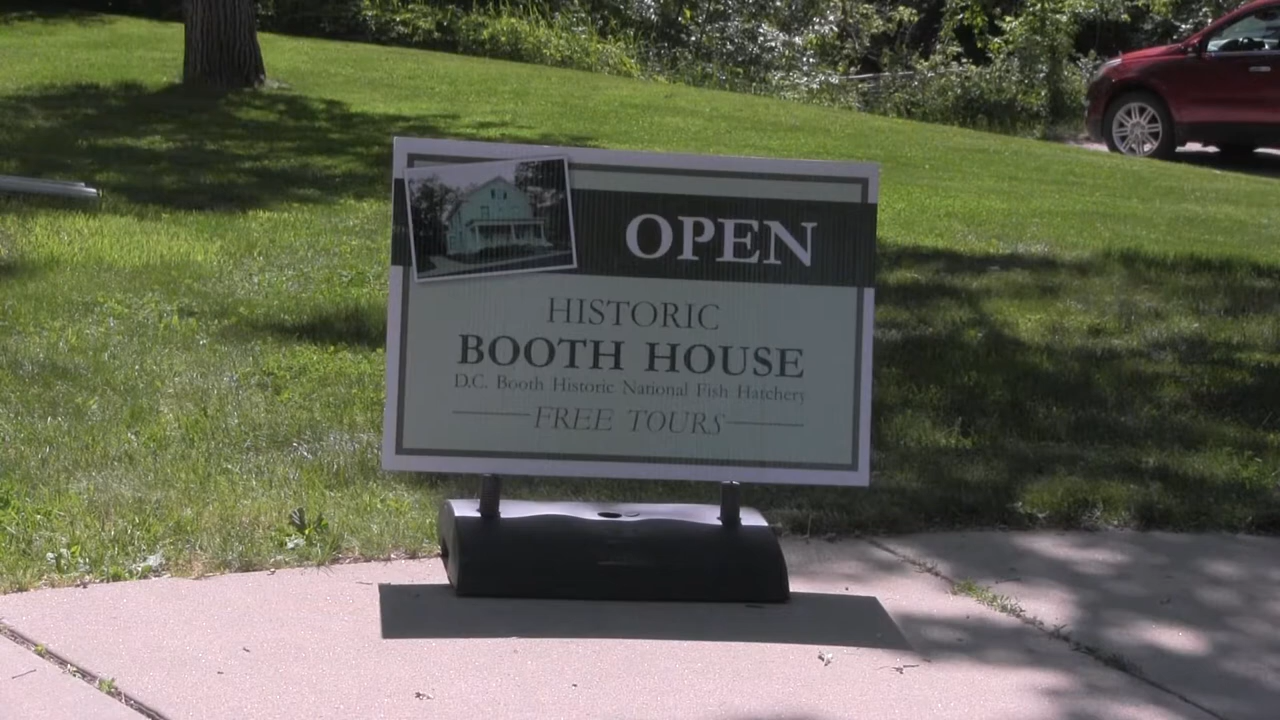 OPEN
HISTORIC
BOOTH HOUSE
D.C. Booth Historic National Fish Hatchery
FREE TOURS